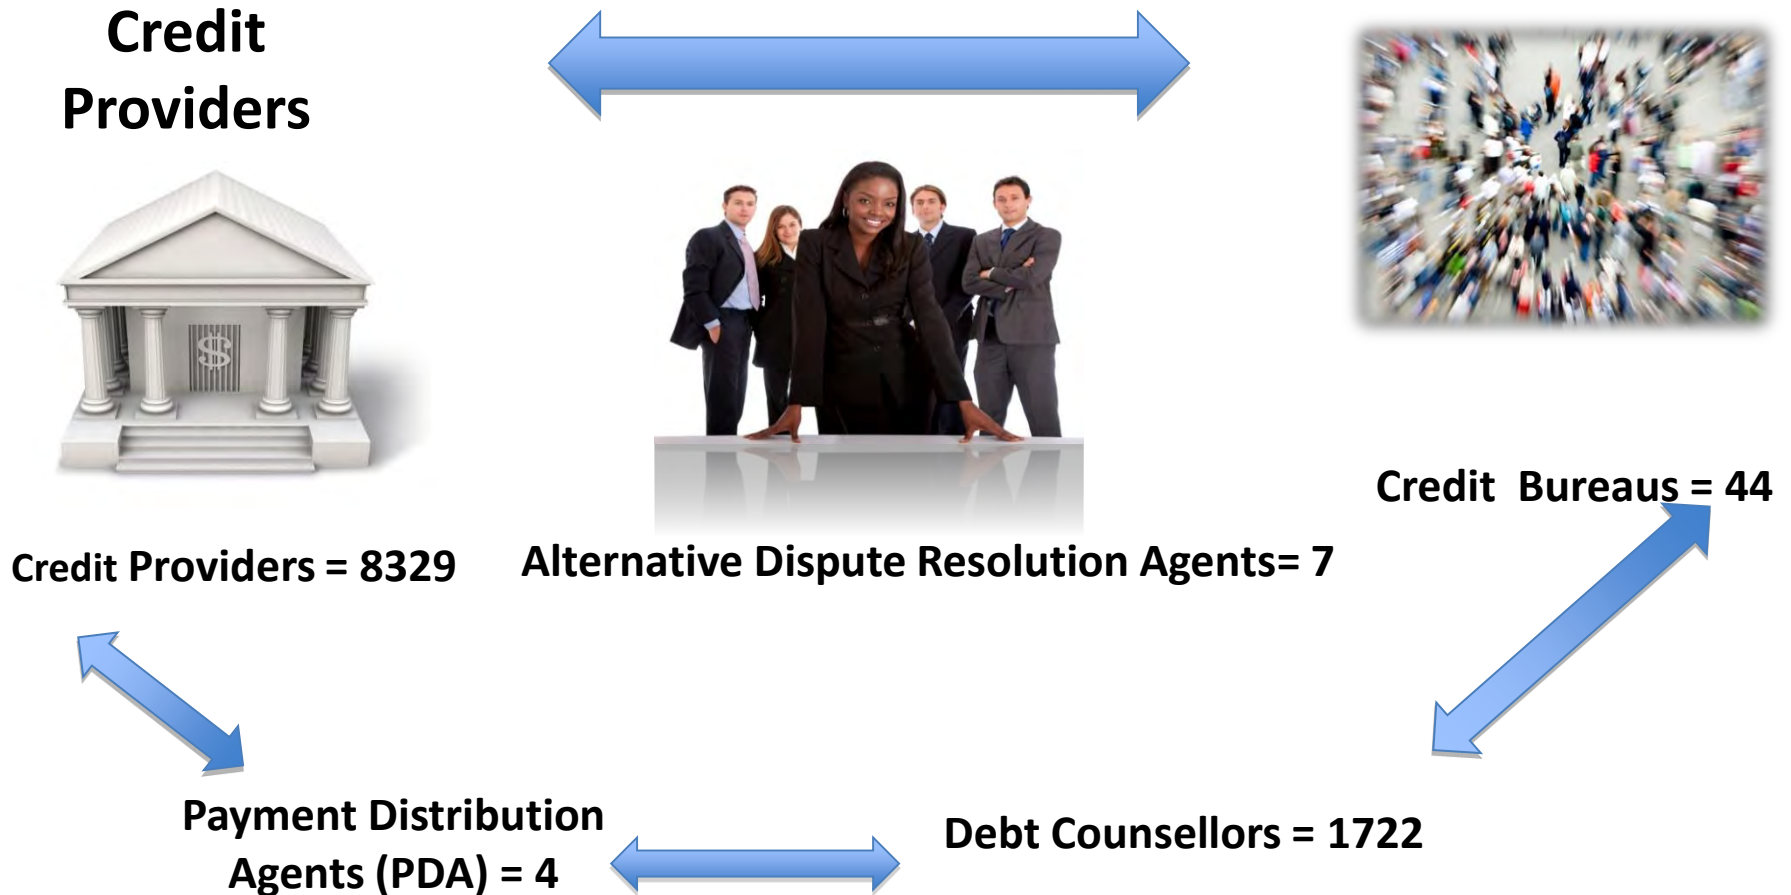 Credit
Providers
$
Credit  Bureaus = 44
Credit Providers = 8329
Alternative Dispute Resolution Agents= 7
Payment Distribution
Agents (PDA) = 4
Debt Counsellors = 1722